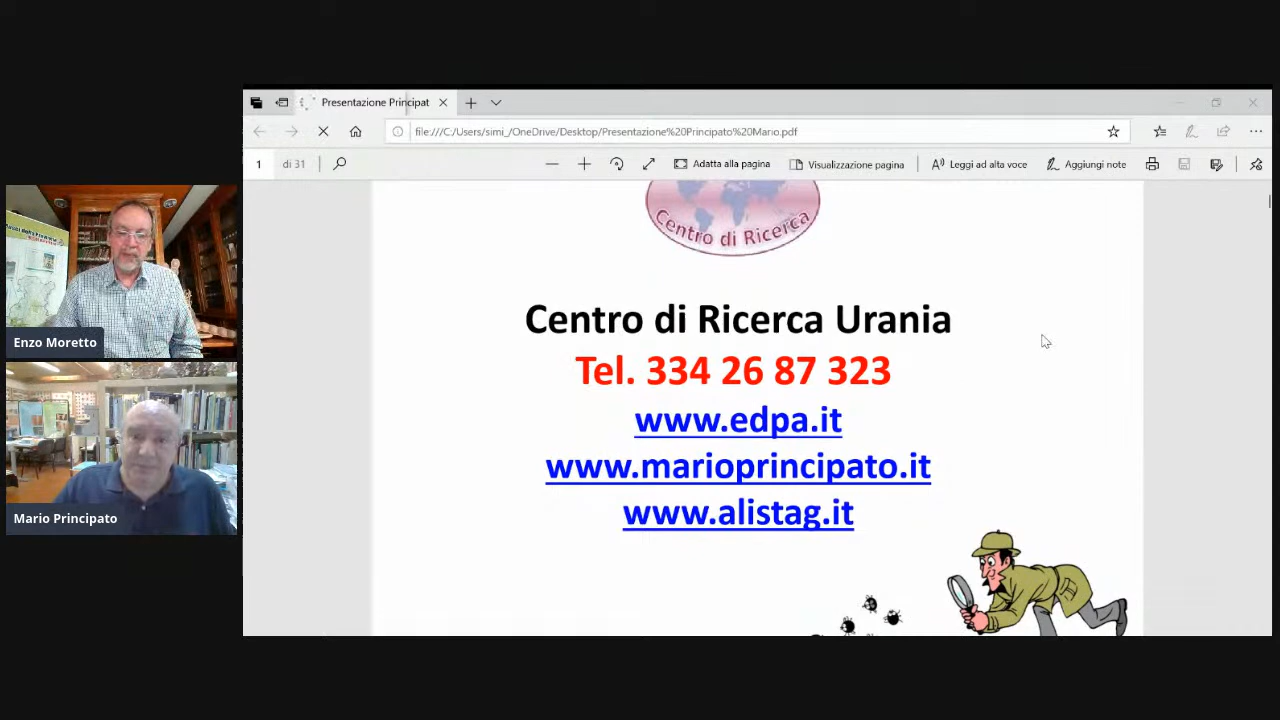 Presentazione Principat
file:///C:/Users/simi_/OneDrive/Desktop/Presentazione%20Principato%20Mario.pdf
1 di 31
Adatta alla pagina
Visualizzazione pagina
Leggi ad alta voce
Aggiungi note
Centro di Ricerca
Centro di Ricerca Urania
Tel. 334 26 87 323
www.edpa.it
www.marioprincipato.it
www.alistag.it
Enzo Moretto
Mario Principato